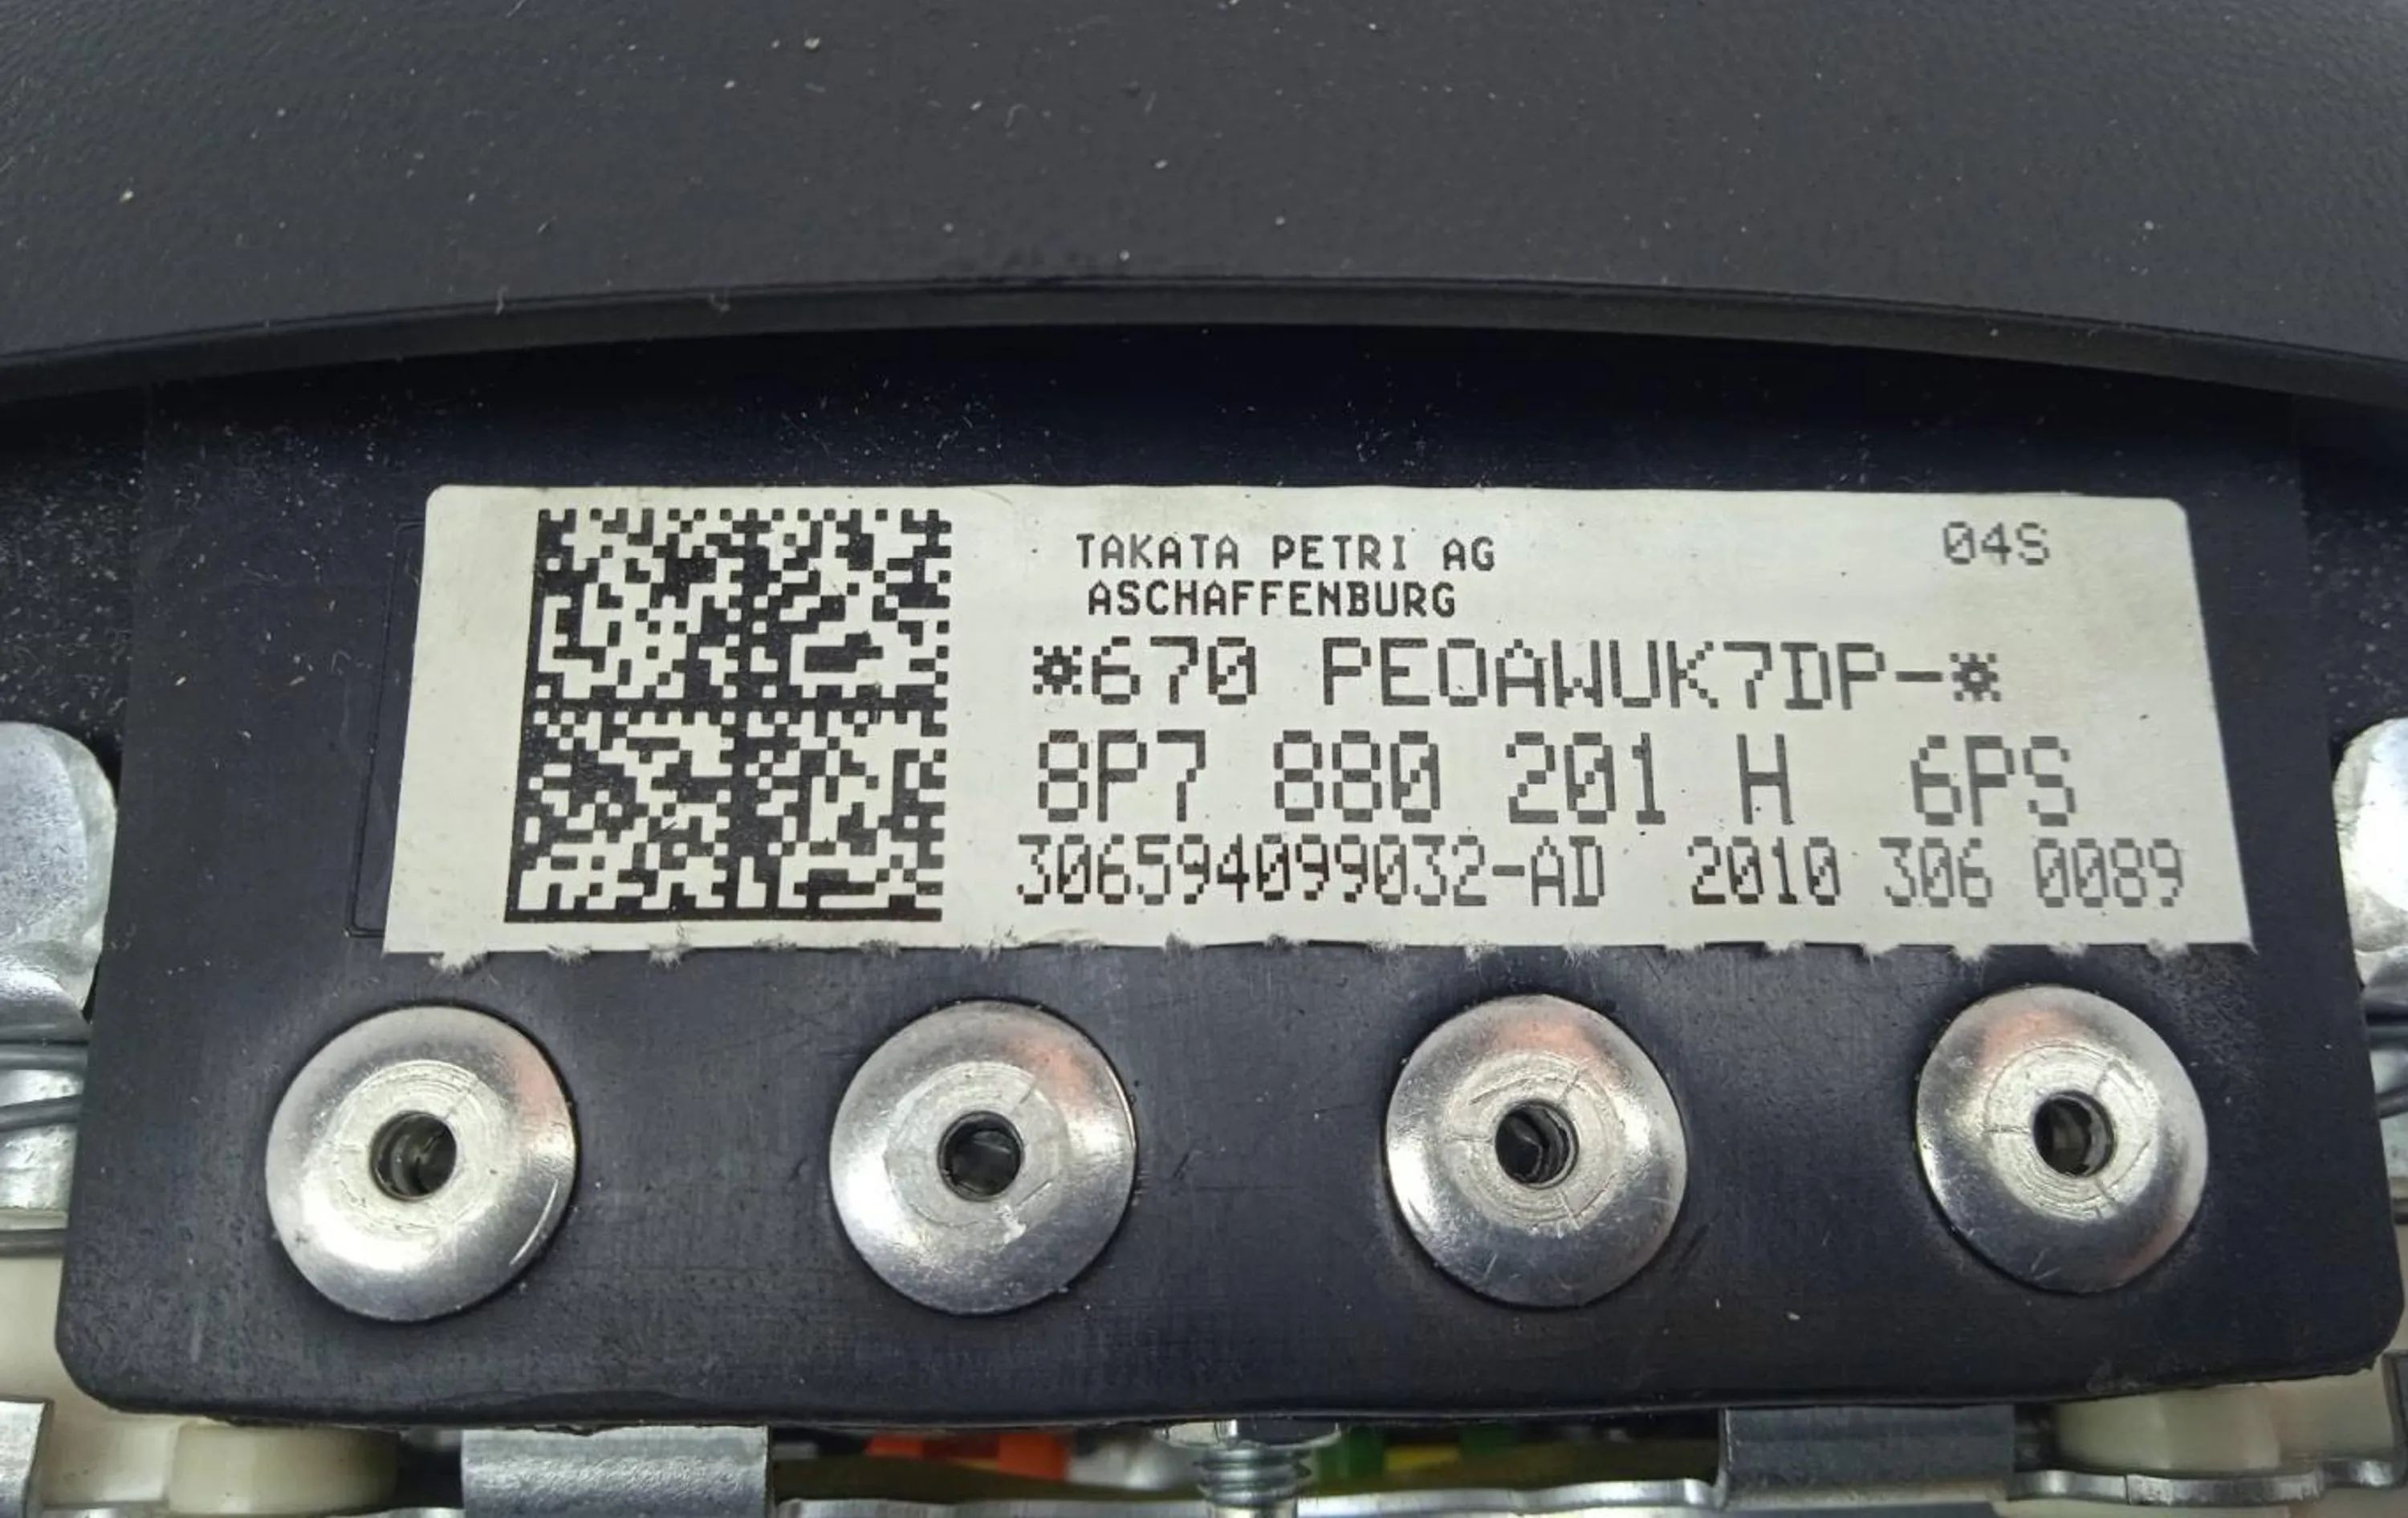 TAKATA PETRI AG 04S
ASCHAFFENBURG
*670 PEOAWUK7DP-*
8P7 880 201 H 6PS
306594099032-AD 2010 306 0089